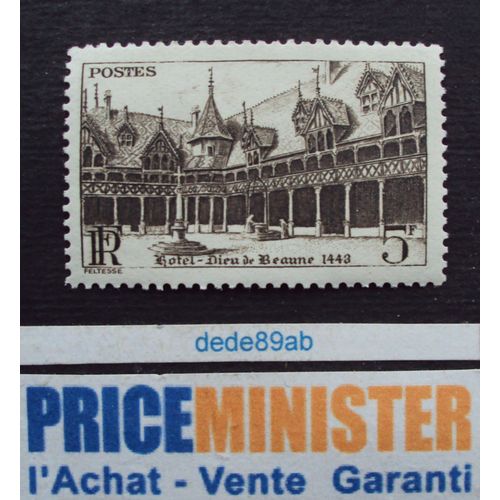 POSTES
RF
FELTESSE
Hotel-Dieu de Beaune 1443
5F
dede89ab
PRICEMINISTER
l'Achat - Vente Garanti